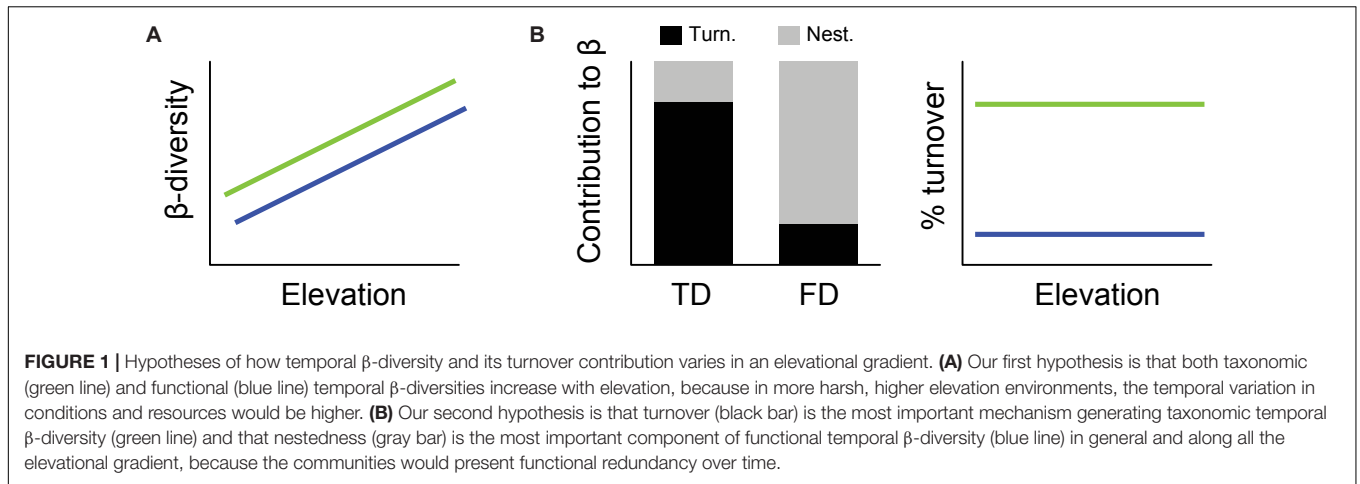 A
β-diversity
Elevation
B
Turn. Nest.
Contribution to β
TD FD
% turnover
Elevation
FIGURE 1 | Hypotheses of how temporal β-diversity and its turnover contribution varies in an elevational gradient. (A) Our first hypothesis is that both taxonomic
(green line) and functional (blue line) temporal β-diversities increase with elevation, because in more harsh, higher elevation environments, the temporal variation in
conditions and resources would be higher. (B) Our second hypothesis is that turnover (black bar) is the most important mechanism generating taxonomic temporal
β-diversity (green line) and that nestedness (gray bar) is the most important component of functional temporal β-diversity (blue line) in general and along all the
elevational gradient, because the communities would present functional redundancy over time.